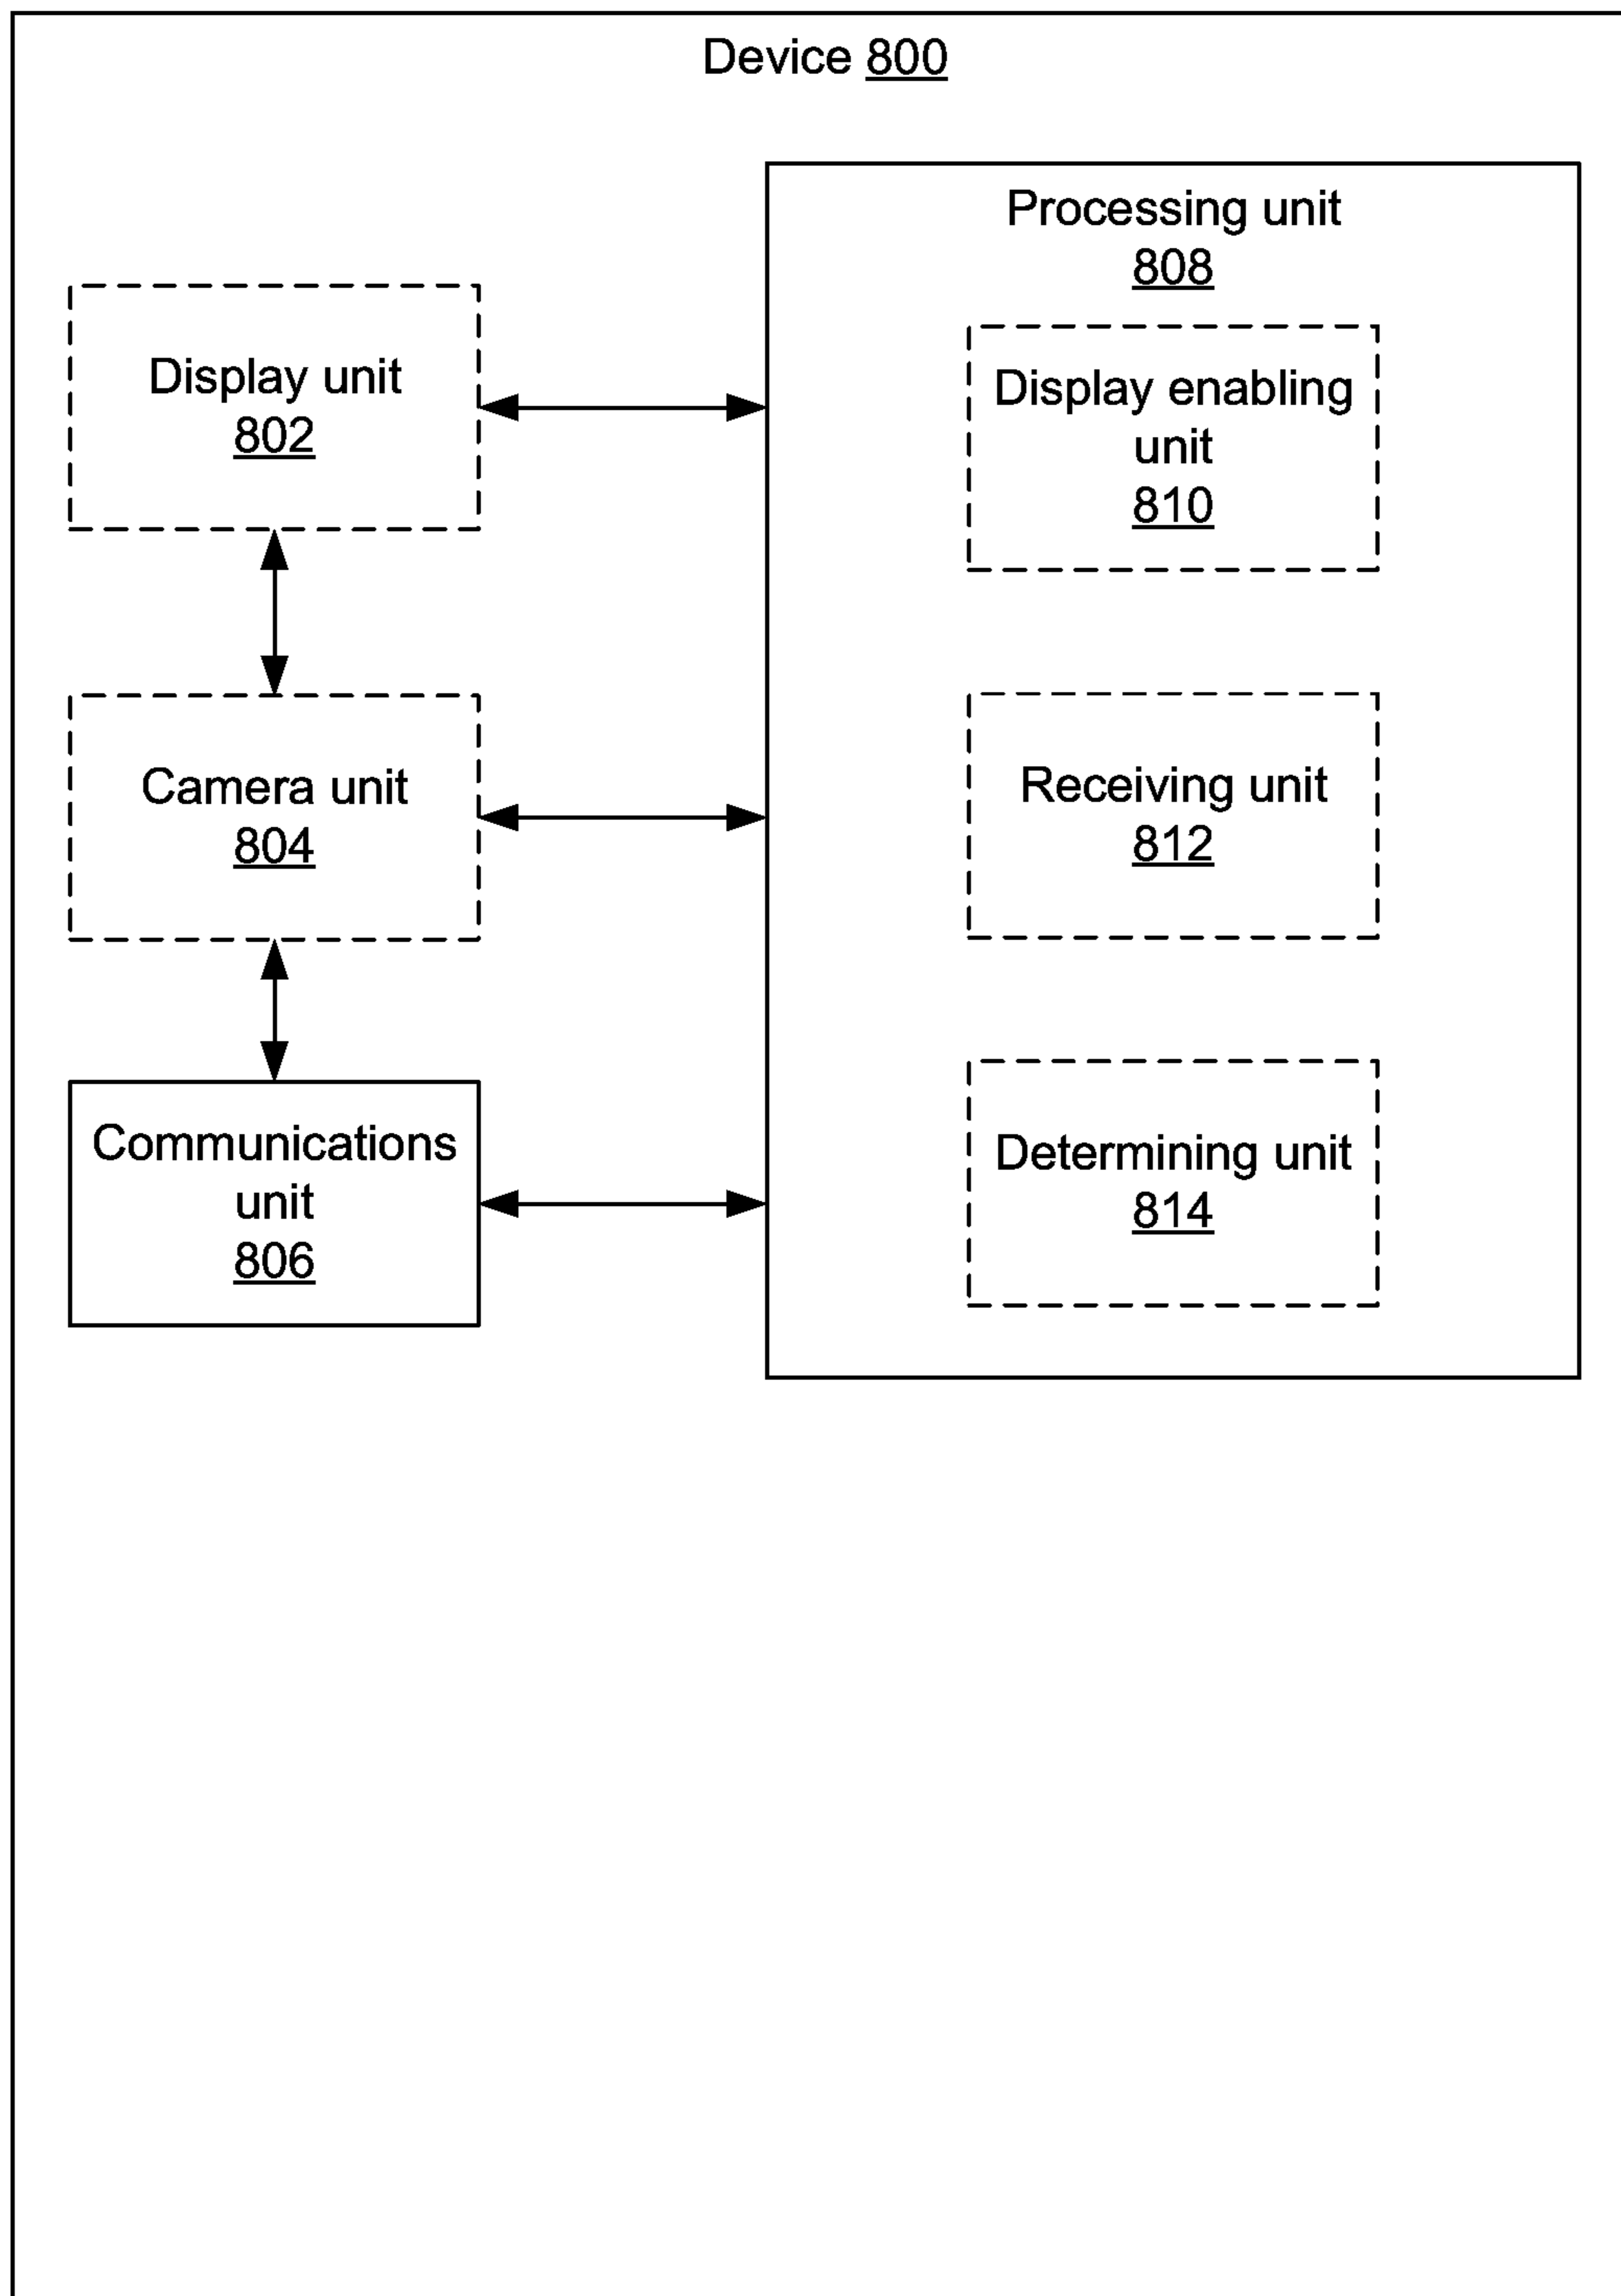 Device 800
Processing unit
808
Display unit
802
Display enabling
unit
810
Camera unit
804
Receiving unit
812
Communications
unit
806
Determining unit
814